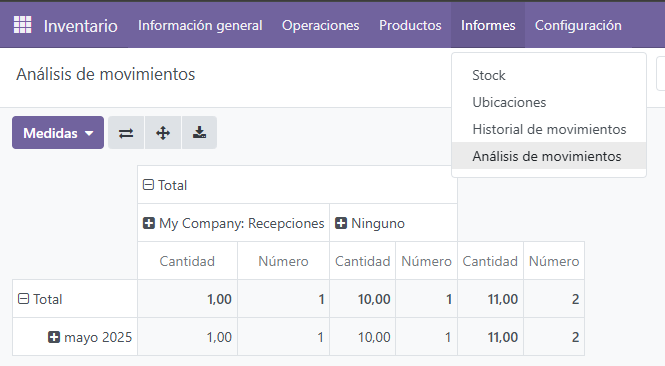 Inventario Información general Operaciones Productos Informes Configuración
Análisis de movimientos
Stock
Ubicaciones
Historial de movimientos
Análisis de movimientos
Medidas
Total
My Company: Recepciones Ninguno
Cantidad Número Cantidad Número Cantidad Número
Total 1,00 1 10,00 1 11,00 2
mayo 2025 1,00 1 10,00 1 11,00 2